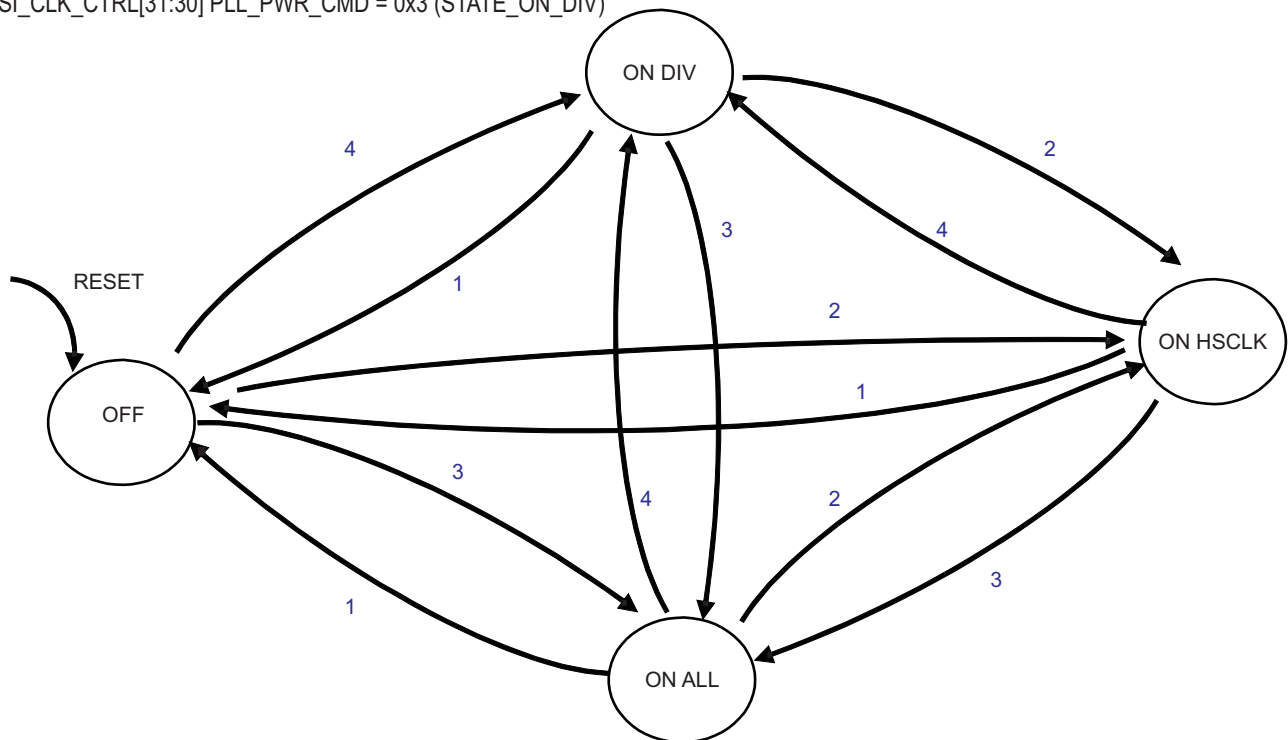 SI_CLK_CTRL[31:30] PLL_PWR_CMD = 0x3 (STATE_ON_DIV)
ON DIV
4
2
3
4
RESET
1
2
ON HSCLK
1
OFF
3
4
2
3
1
ON ALL